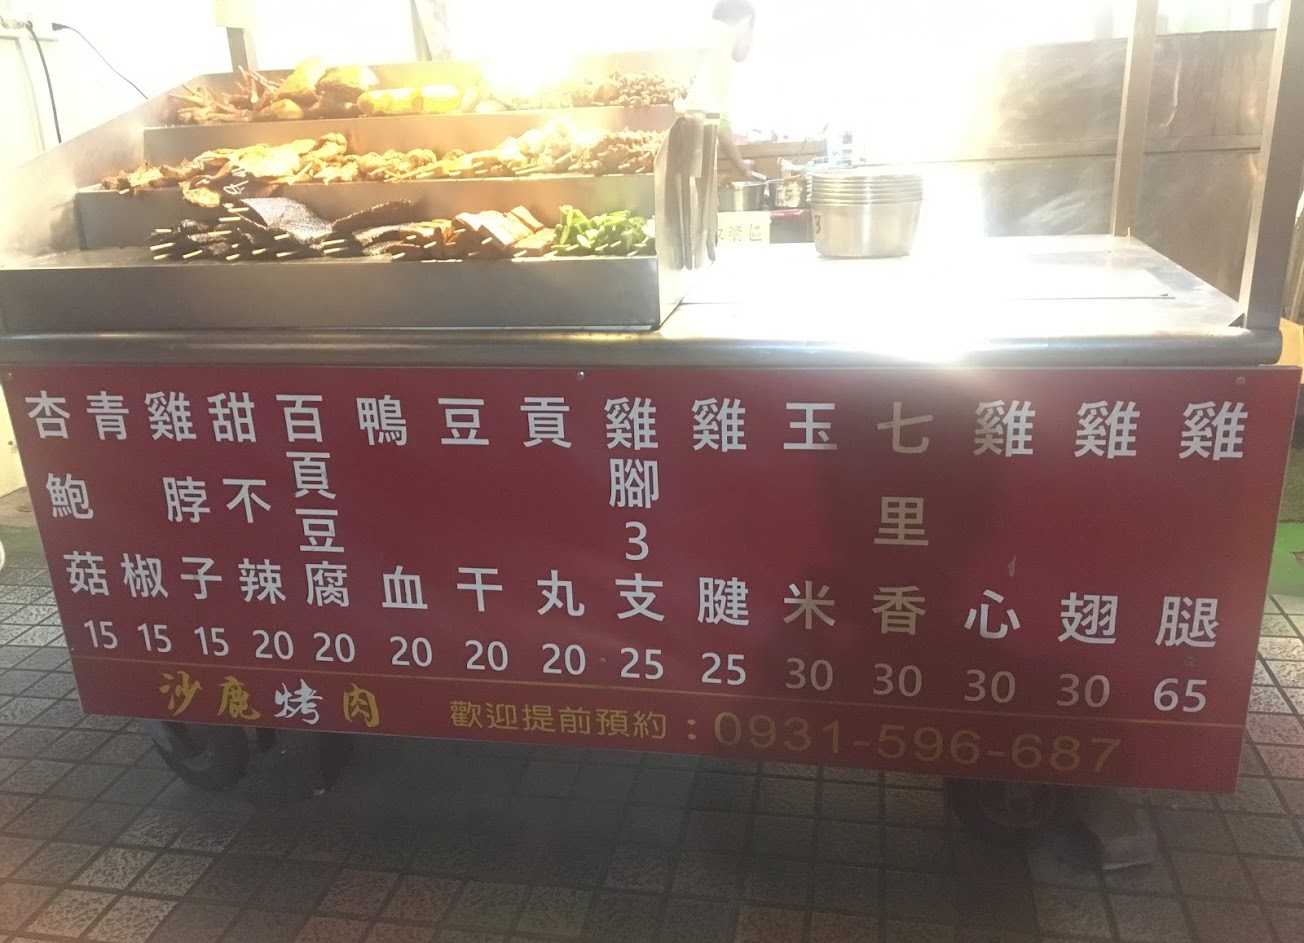 雞腿 65
雞翅 30
雞心 30
七里香 30
玉米 30
雞腱 25
雞腳3支 25
貢丸 20
豆干 20
鴨血 20
百頁豆腐 20
甜不辣 20
雞脖子 15
青椒 15
杏鮑菇 15
沙鹿烤肉
歡迎提前預約：0931-596-687